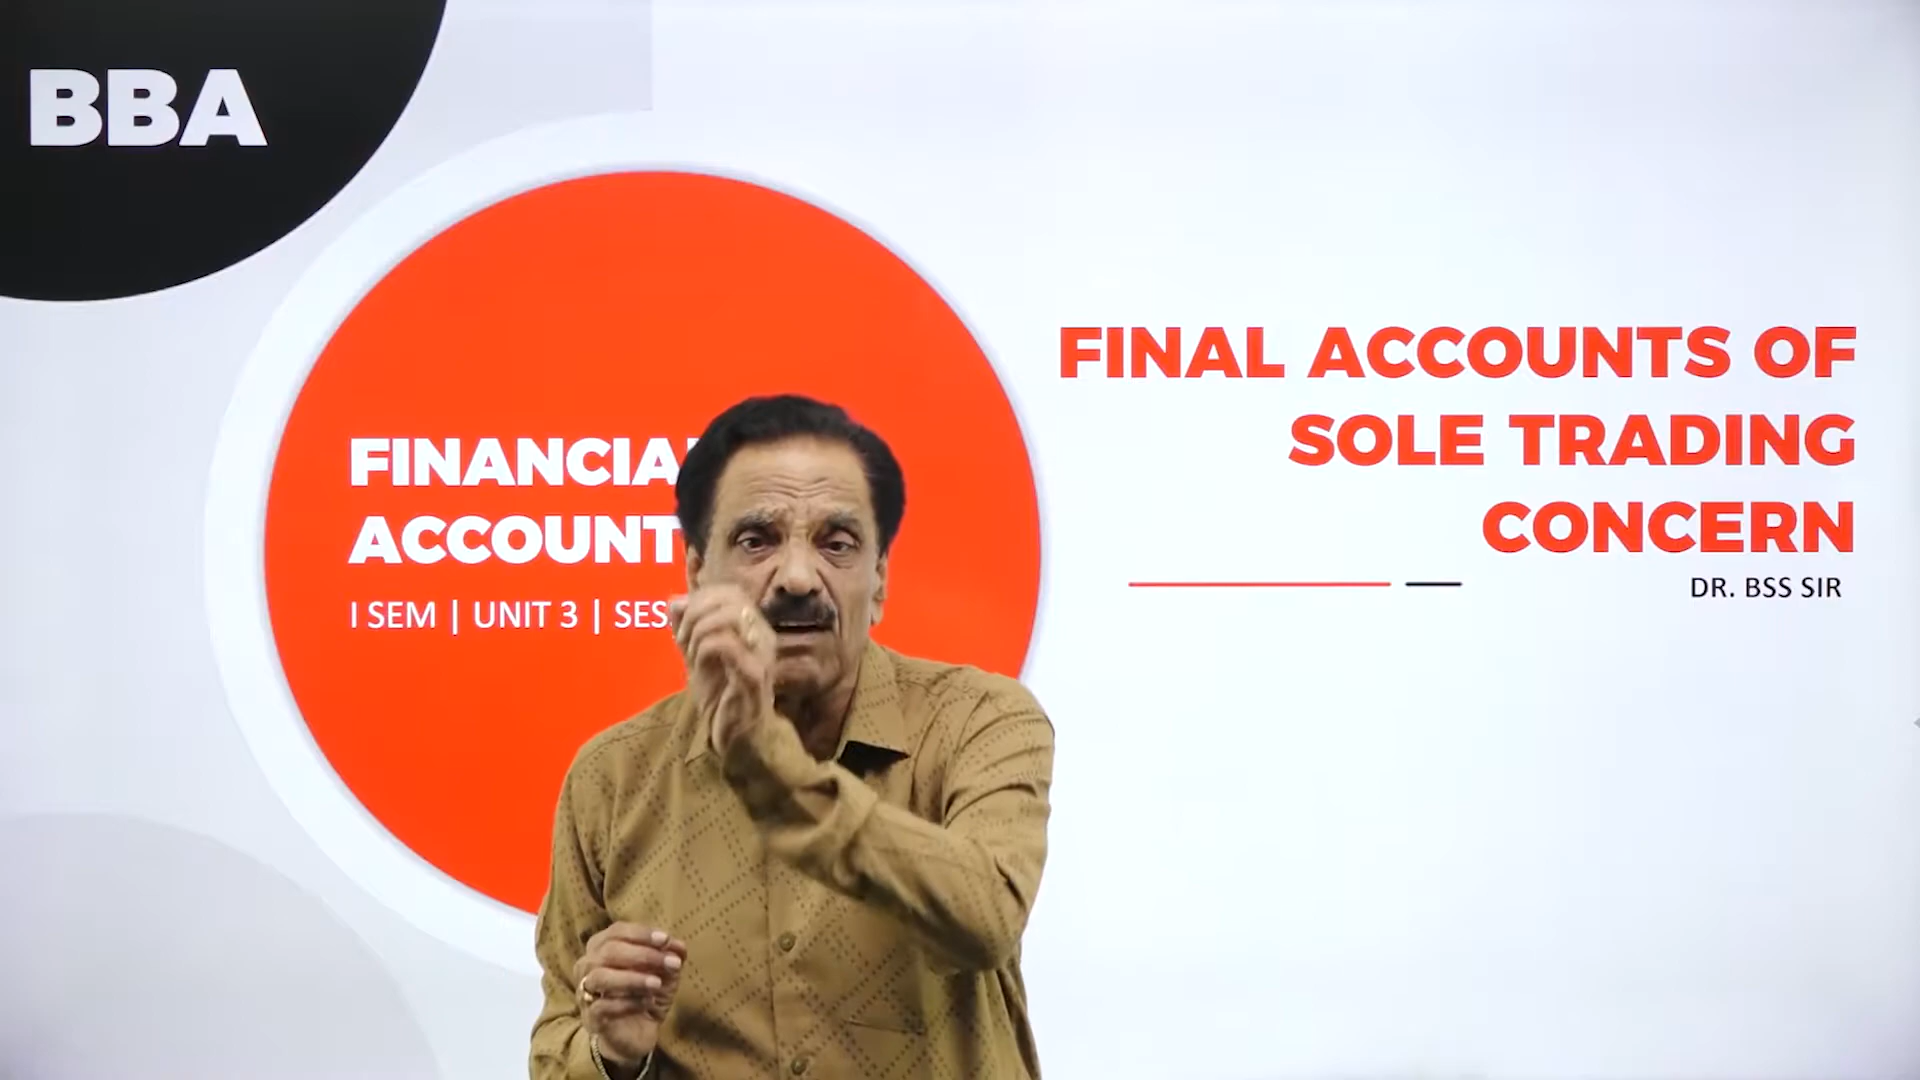 BBA
FINANCIA
ACCOUNT
I SEM | UNIT 3 | SES
FINAL ACCOUNTS OF
SOLE TRADING
CONCERN
DR. BSS SIR